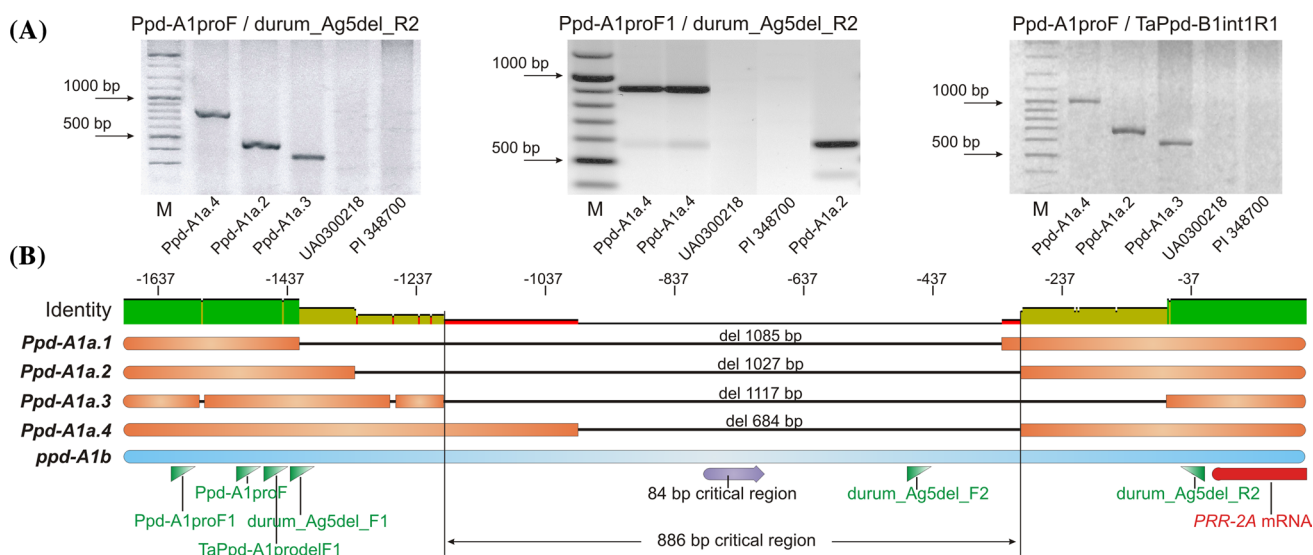 (A)
Ppd-A1proF / durum_Ag5del_R2
Ppd-A1proF1 / durum_Ag5del_R2
Ppd-A1proF / TaPpd-B1int1R1
1000 bp
500 bp
M
Ppd-A1a.4
Ppd-A1a.2
Ppd-A1a.3
UA0300218
PI 348700
1000 bp
500 bp
M
Ppd-A1a.4
Ppd-A1a.4
UA0300218
PI 348700
Ppd-A1a.2
1000 bp
500 bp
M
Ppd-A1a.4
Ppd-A1a.2
Ppd-A1a.3
UA0300218
PI 348700
(B)
-1637 -1437 -1237 -1037 -837 -637 -437 -237 -37
Identity
Ppd-A1a.1 del 1085 bp
Ppd-A1a.2 del 1027 bp
Ppd-A1a.3 del 1117 bp
Ppd-A1a.4 del 684 bp
ppd-A1b
Ppd-A1proF
84 bp critical region
durum_Ag5del_F2
durum_Ag5del_R2
Ppd-A1proF1
durum_Ag5del_F1
PRR-2A mRNA
TaPpd-A1prodelF1
886 bp critical region